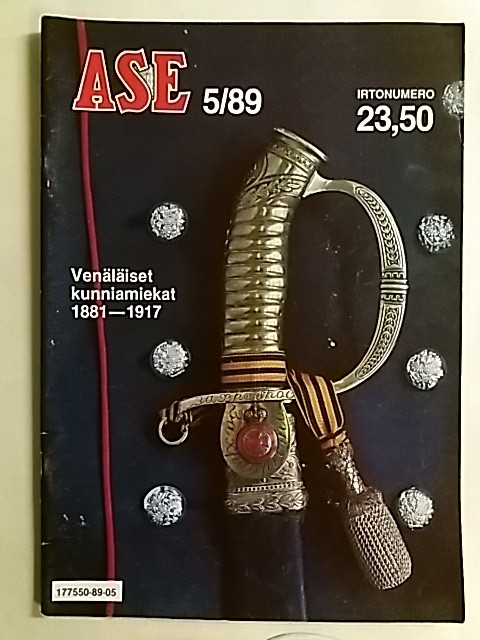 ASE
5/89
IRTONUMERO
23,50
Venäläiset
kunniamiekat
1881—1917
177550-89-05